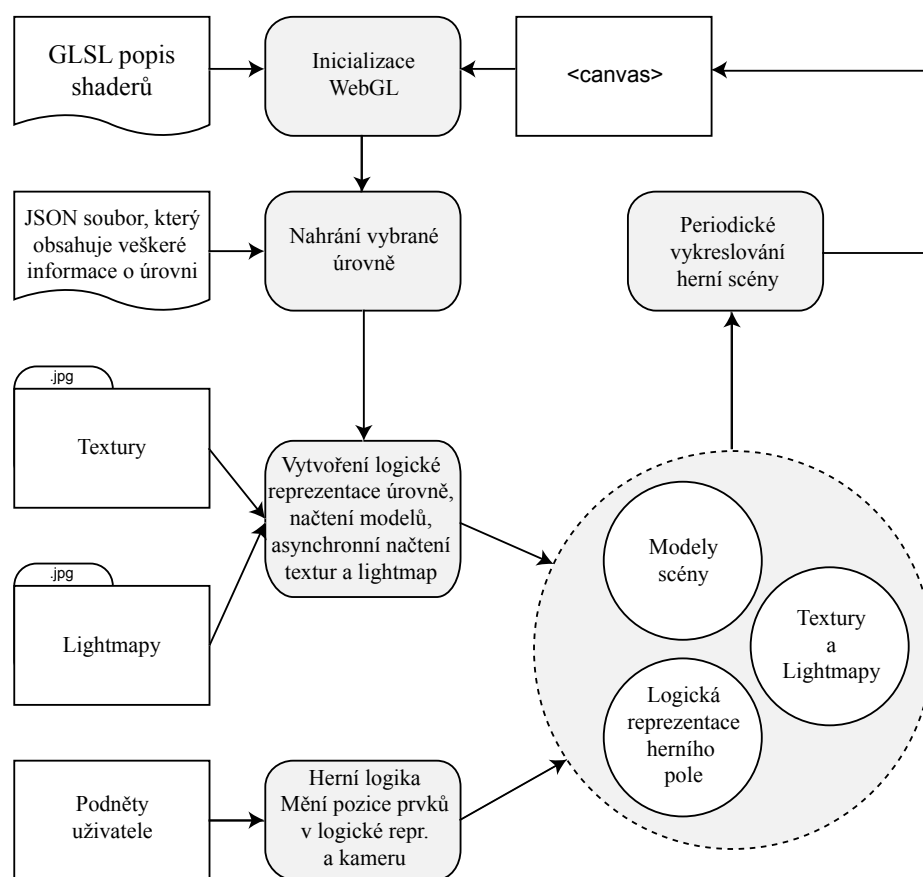 GLSL popis
shaderů
Inicializace
WebGL
<canvas>
JSON soubor, který
obsahuje veškeré
informace o úrovni
Nahrání vybrané
úrovně
Periodické
vykreslování
herní scény
.jpg
Textury
Vytvoření logické
reprezentace úrovně,
načtení modelů,
asynchronní načtení
textur a lightmap
.jpg
Lightmapy
Modely
scény
Textury
a
Lightmapy
Logická
reprezentace
herního
pole
Podněty
uživatele
Herní logika
Mění pozice prvků
v logické repr.
a kameru